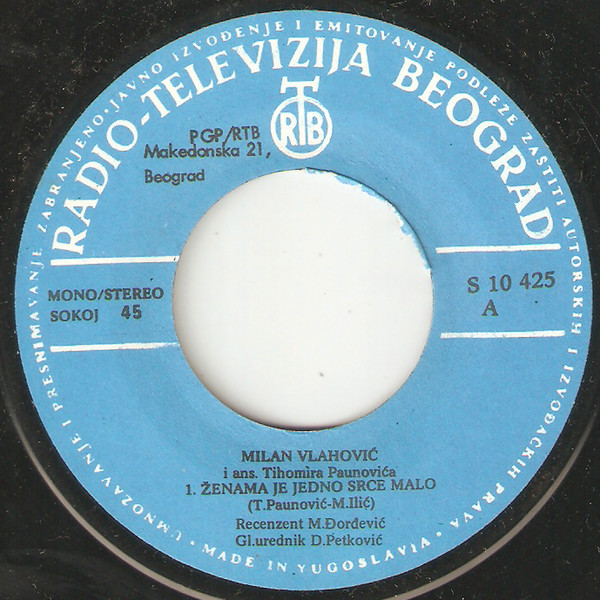 UMNOŽAVANJE I PRESNIMAVANJE ZABRANJENO · JAVNO IZVOĐENJE I EMITOVANJE PODLEŽE ZAŠTITI AUTORSKIH I IZVOĐAČKIH PRAVA ·
RADIO-TELEVIZIJA BEOGRAD
RTB
PGP/RTB
Makedonska 21,
Beograd
MONO/STEREO
SOKOJ 45
S 10 425
A
MILAN VLAHOVIĆ
i ans. Tihomira Paunovića
1. ŽENAMA JE JEDNO SRCE MALO
(T.Paunović-M.Ilić)
Recenzent M.Đorđević
Gl.urednik D.Petković
MADE IN YUGOSLAVIA ·